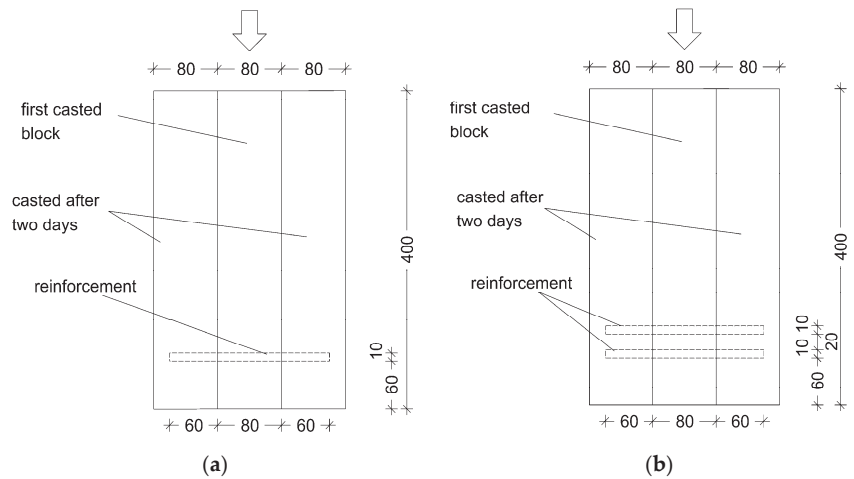 80 80 80
first casted
block
casted after
two days
reinforcement
400
10
60
60 80 60
(a)
80 80 80
first casted
block
casted after
two days
reinforcement
400
10
10
20
60
60 80 60
(b)